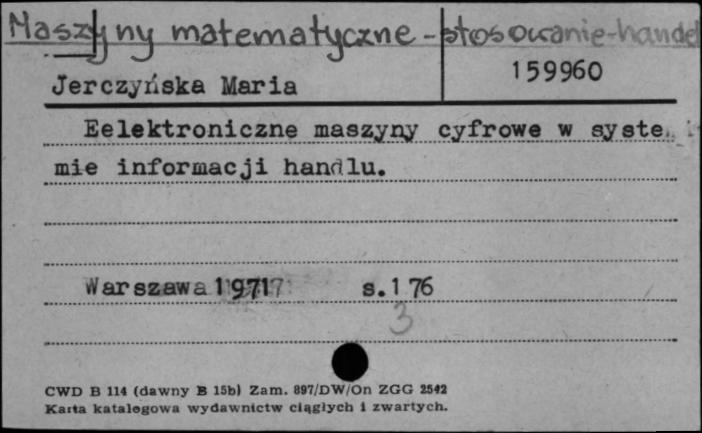 Maszyny matematyczne - stosowanie-handel
159960
Jerczyńska Maria
Eelektroniczne maszyny cyfrowe w syste
mie informacji handlu.
Warszawa 1971 s.176
3
CWD B 114 (dawny B 15b) Zam. 897/DW/On ZGG 2542
Karta katalogowa wydawnictw ciągłych i zwartych.